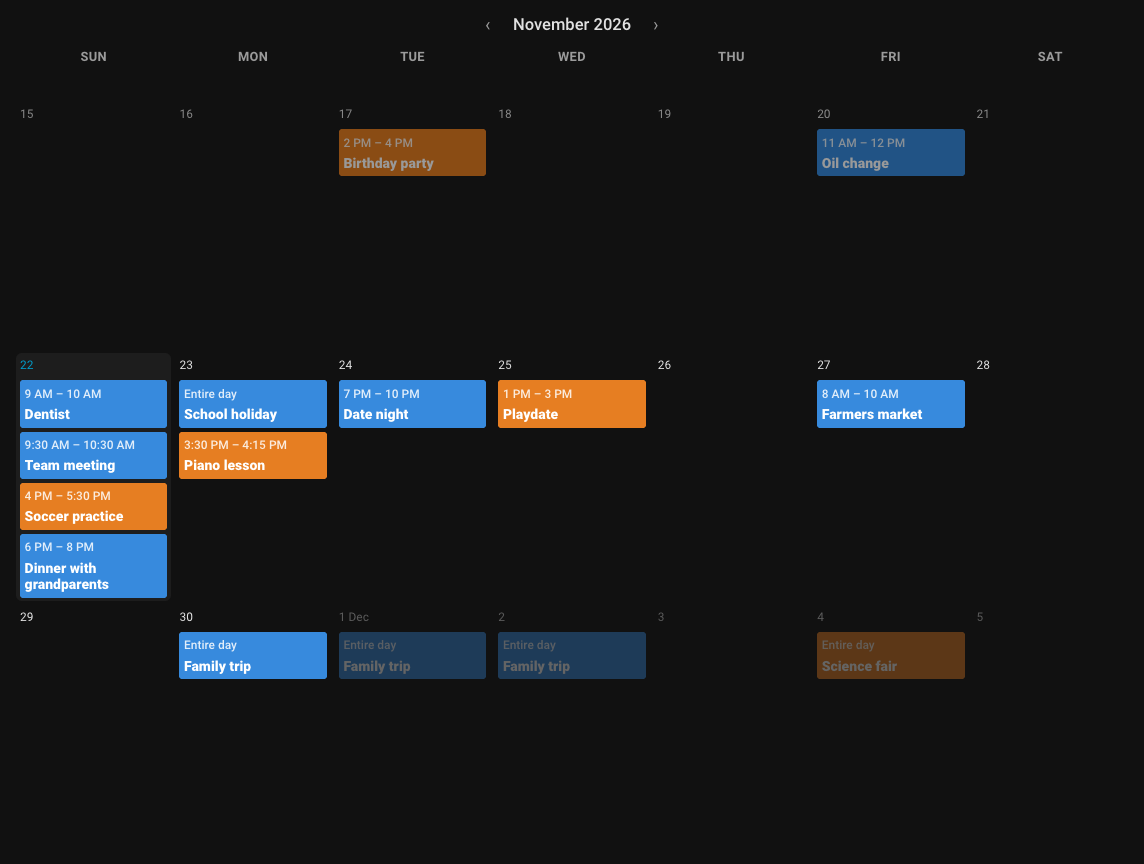 ‹ November 2026 ›
SUN MON TUE WED THU FRI SAT
15 16 17 18 19 20 21
2 PM – 4 PM
Birthday party
11 AM – 12 PM
Oil change
22 23 24 25 26 27 28
9 AM – 10 AM
Dentist
9:30 AM – 10:30 AM
Team meeting
4 PM – 5:30 PM
Soccer practice
6 PM – 8 PM
Dinner with
grandparents
Entire day
School holiday
3:30 PM – 4:15 PM
Piano lesson
7 PM – 10 PM
Date night
1 PM – 3 PM
Playdate
8 AM – 10 AM
Farmers market
29 30 1 Dec 2 3 4 5
Entire day
Family trip
Entire day
Family trip
Entire day
Family trip
Entire day
Science fair